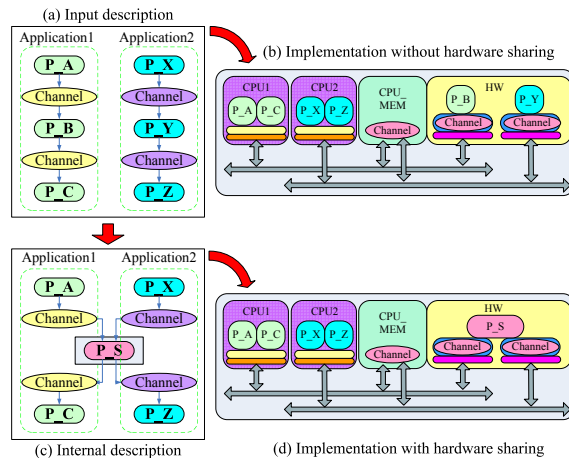 (a) Input description
Application1 Application2
P_A P_X
Channel Channel
P_B P_Y
Channel Channel
P_C P_Z
(b) Implementation without hardware sharing
CPU1 CPU2 CPU_ MEM HW
P_A P_C P_X P_Z P_B P_Y
Channel Channel Channel
Application1 Application2
P_A P_X
Channel Channel
P_S
Channel Channel
P_C P_Z
(c) Internal description
CPU1 CPU2 CPU_ MEM HW
P_A P_C P_X P_Z P_S
Channel Channel Channel
(d) Implementation with hardware sharing